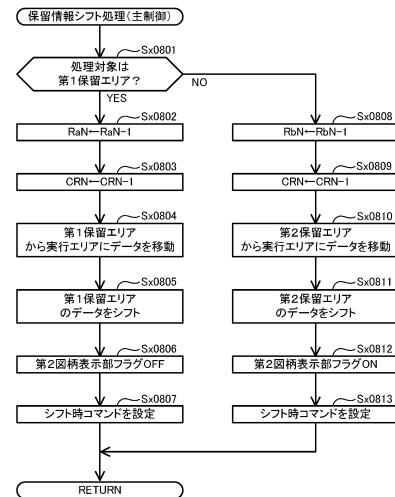 保留情報シフト処理(主制御)
Sx0801
処理対象は
第1保留エリア？
YES
NO
Sx0802
RaN←RaN-1
Sx0803
CRN←CRN-1
Sx0804
第1保留エリア
から実行エリアにデータを移動
Sx0805
第1保留エリア
のデータをシフト
Sx0806
第2図柄表示部フラグOFF
Sx0807
シフト時コマンドを設定
Sx0808
RbN←RbN-1
Sx0809
CRN←CRN-1
Sx0810
第2保留エリア
から実行エリアにデータを移動
Sx0811
第2保留エリア
のデータをシフト
Sx0812
第2図柄表示部フラグON
Sx0813
シフト時コマンドを設定
RETURN